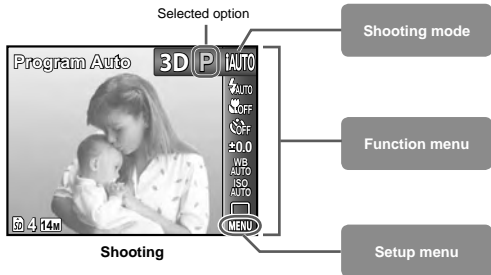 Selected option
Shooting mode
Program Auto 3D P iAUTO
AUTO
OFF
OFF
±0.0
WB
AUTO
ISO
AUTO
Function menu
SD 4 14M
MENU
Shooting
Setup menu